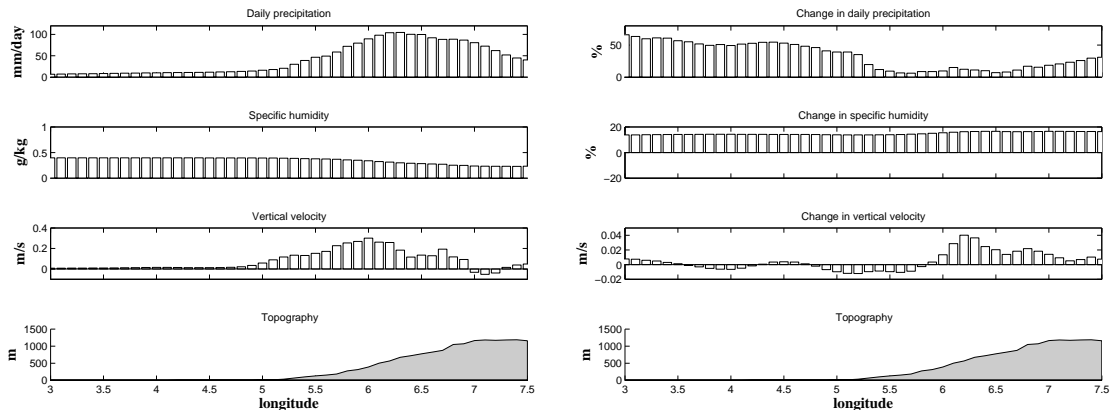 Daily precipitation
mm/day
100
50
0
Specific humidity
g/kg
1
0.5
0
Vertical velocity
m/s
0.4
0.2
0
Topography
m
1500
1000
500
0
3 3.5 4 4.5 5 5.5 6 6.5 7 7.5
longitude
Change in daily precipitation
%
50
0
Change in specific humidity
%
20
0
−20
Change in vertical velocity
m/s
0.04
0.02
0
−0.02
Topography
m
1500
1000
500
0
3 3.5 4 4.5 5 5.5 6 6.5 7 7.5
longitude